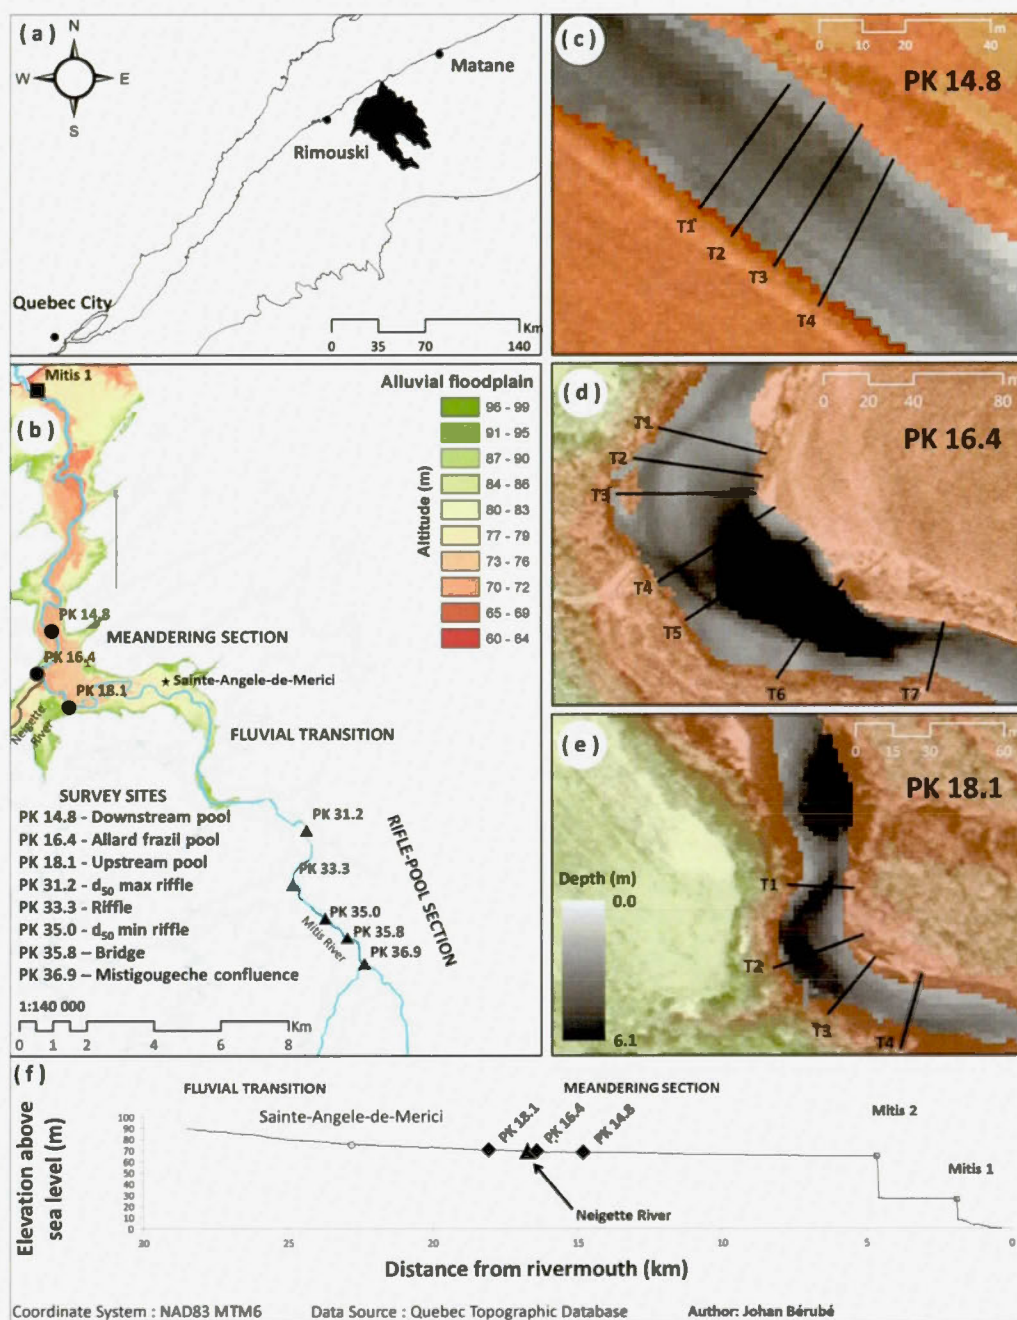 (a)
N
W
E
S
Matane
Rimouski
Quebec City
Km
0 35 70 140
(b)
Mitis 1
Alluvial floodplain
Altitude (m)
96 - 99
91 - 95
87 - 90
84 - 86
80 - 83
77 - 79
73 - 76
70 - 72
65 - 69
60 - 64
PK 14.8
MEANDERING SECTION
PK 16.4
Sainte-Angele-de-Merici
PK 18.1
Neigette River
FLUVIAL TRANSITION
SURVEY SITES
PK 14.8 - Downstream pool
PK 16.4 - Allard frazil pool
PK 18.1 - Upstream pool
PK 31.2 - d50 max riffle
PK 33.3 - Riffle
PK 35.0 - d50 min riffle
PK 35.8 – Bridge
PK 36.9 – Mistigougeche confluence
PK 31.2
RIFLE-POOL SECTION
PK 33.3
PK 35.0
Mitis River
PK 35.8
PK 36.9
1:140 000
Km
0 1 2 4 6 8
(c)
m
0 10 20 40
PK 14.8
T1
T2
T3
T4
(d)
m
0 20 40 80
PK 16.4
T1
T2
T3
T4
T5
T6
T7
(e)
m
0 15 30 60
PK 18.1
Depth (m)
0.0
6.1
T1
T2
T3
T4
(f)
FLUVIAL TRANSITION
MEANDERING SECTION
Sainte-Angele-de-Merici
PK 18.1
PK 16.4
PK 14.8
Mitis 2
Mitis 1
Neigette River
Elevation above
sea level (m)
100
90
80
70
60
50
40
30
20
10
0
30 25 20 15 10 5 0
Distance from rivermouth (km)
Coordinate System : NAD83 MTM6 Data Source : Quebec Topographic Database Author: Johan Bérubé